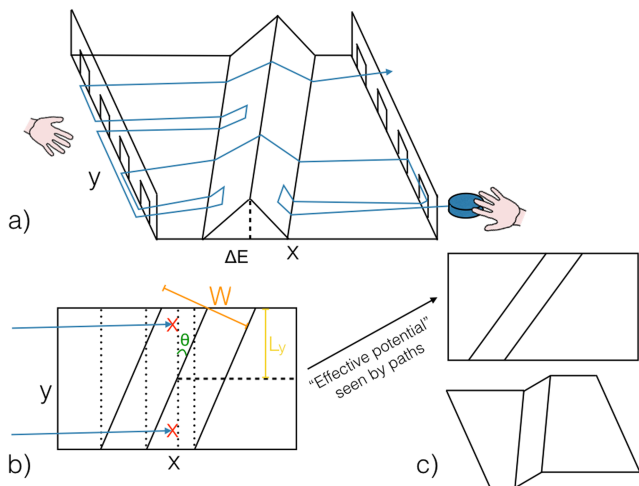 y
a)
ΔE
x
W
θ
Ly
y
b)
x
"Effective potential"
seen by paths
c)